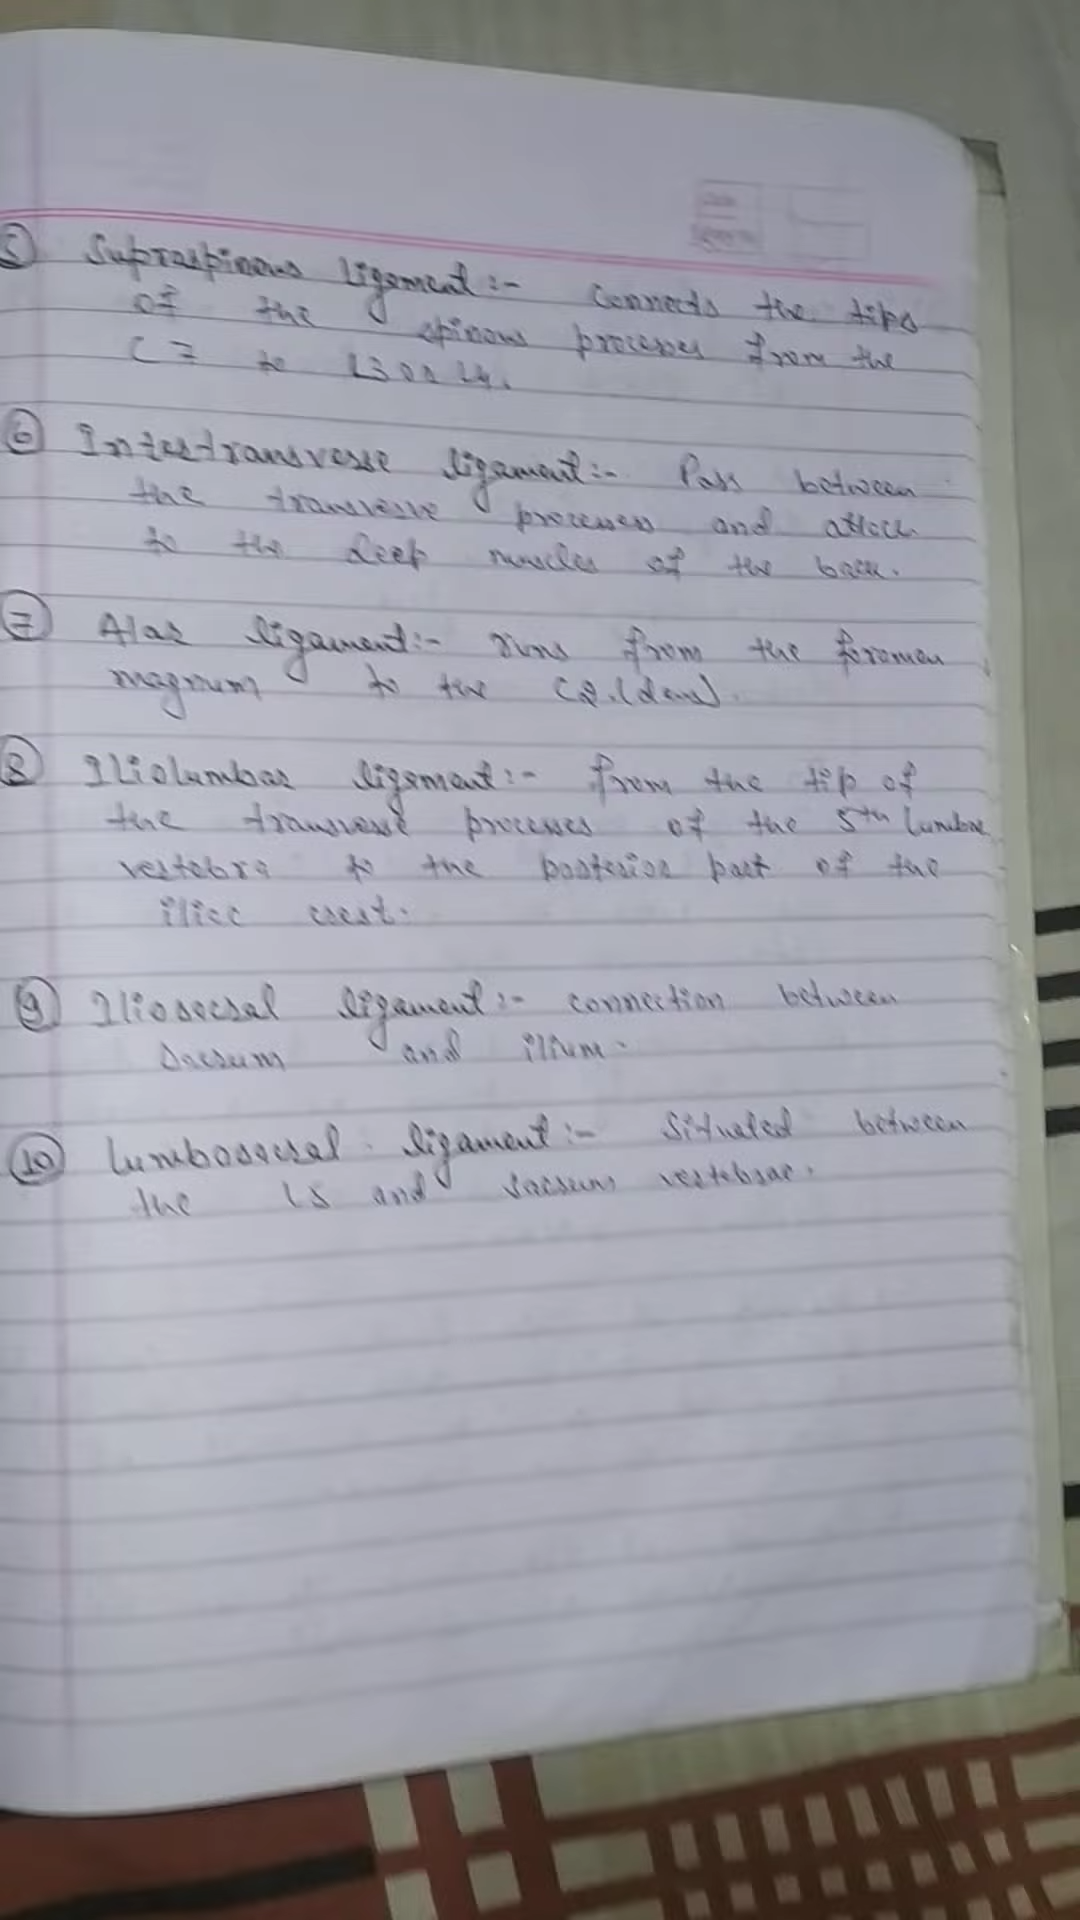 5 Supraspinous ligament:- connects the tips
of the spinous processes from the
C7 to L3 or L4.
6 Intertransverse ligament:- Pass between
the transverse processes and attach
to the deep muscles of the back.
7 Alar ligament:- runs from the foramen
magnum to the C2.(dens).
8 Iliolumbar ligament:- from the tip of
the transverse processes of the 5th lumbar
vertebra to the posterior part of the
iliac crest.
9 Iliosacral ligament:- connection between
sacrum and ilium.
10 Lumbosacral ligament:- Situated between
the L5 and sacrum vertebrae.